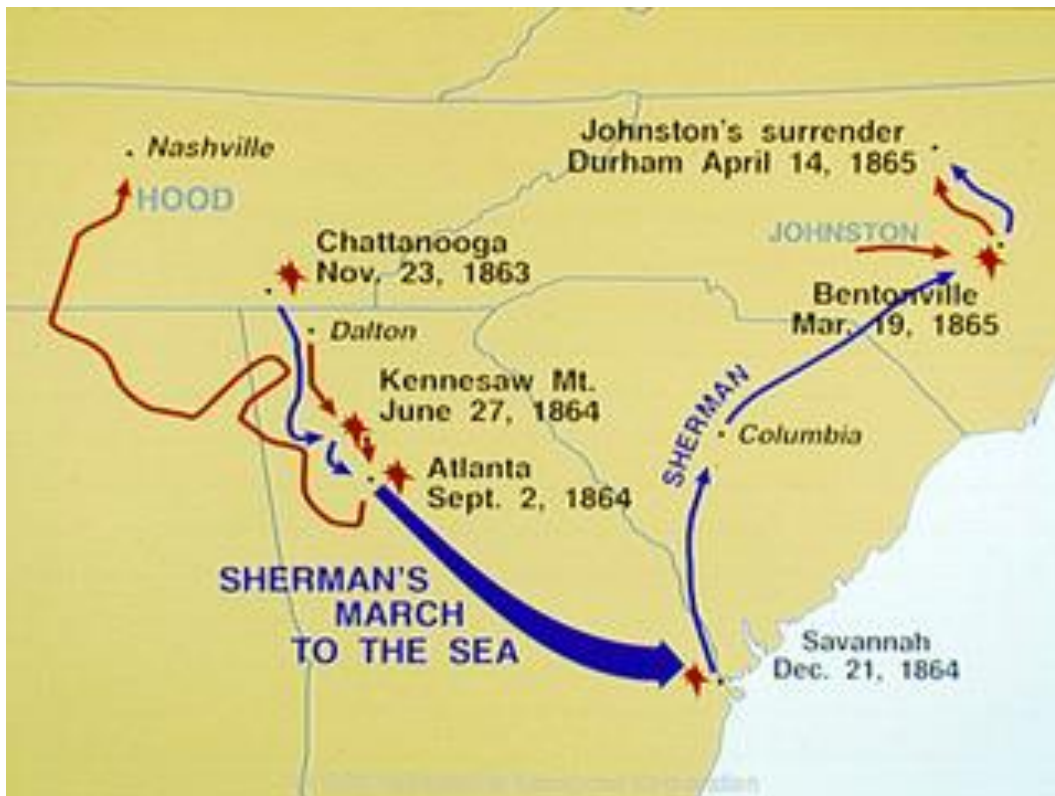 Nashville
HOOD
Johnston's surrender
Durham April 14, 1865
JOHNSTON
Chattanooga
Nov. 23, 1863
Bentonville
Mar. 19, 1865
Dalton
Kennesaw Mt.
June 27, 1864
SHERMAN
Columbia
Atlanta
Sept. 2, 1864
SHERMAN'S
MARCH
TO THE SEA
Savannah
Dec. 21, 1864